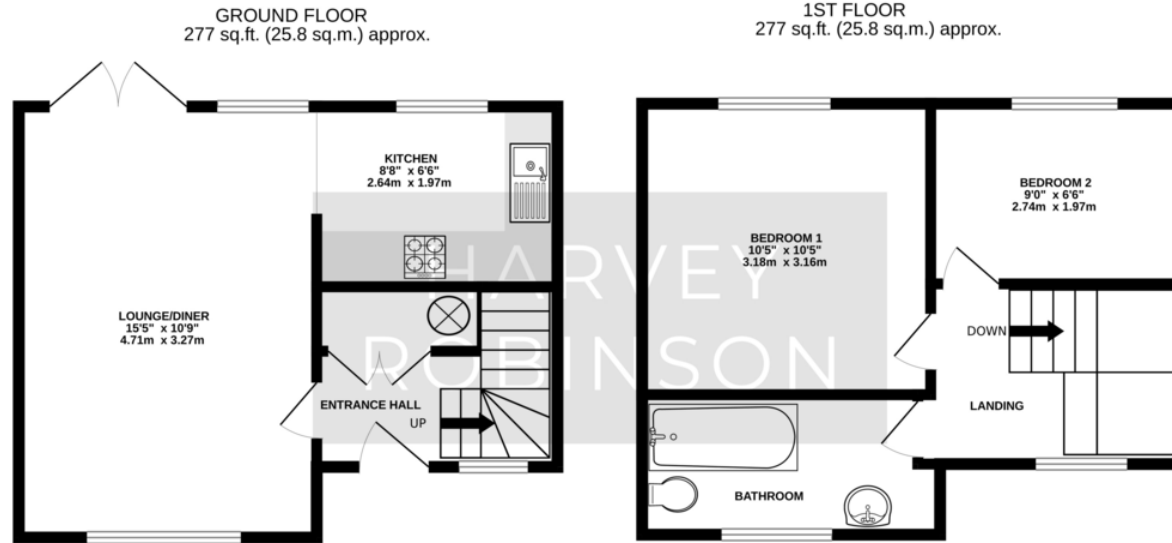 GROUND FLOOR
277 sq.ft. (25.8 sq.m.) approx.
KITCHEN
8'8" x 6'6"
2.64m x 1.97m
LOUNGE/DINER
15'5" x 10'9"
4.71m x 3.27m
ENTRANCE HALL
UP
1ST FLOOR
277 sq.ft. (25.8 sq.m.) approx.
BEDROOM 1
10'5" x 10'5"
3.18m x 3.16m
BEDROOM 2
9'0" x 6'6"
2.74m x 1.97m
DOWN
LANDING
BATHROOM
HARVEY
ROBINSON